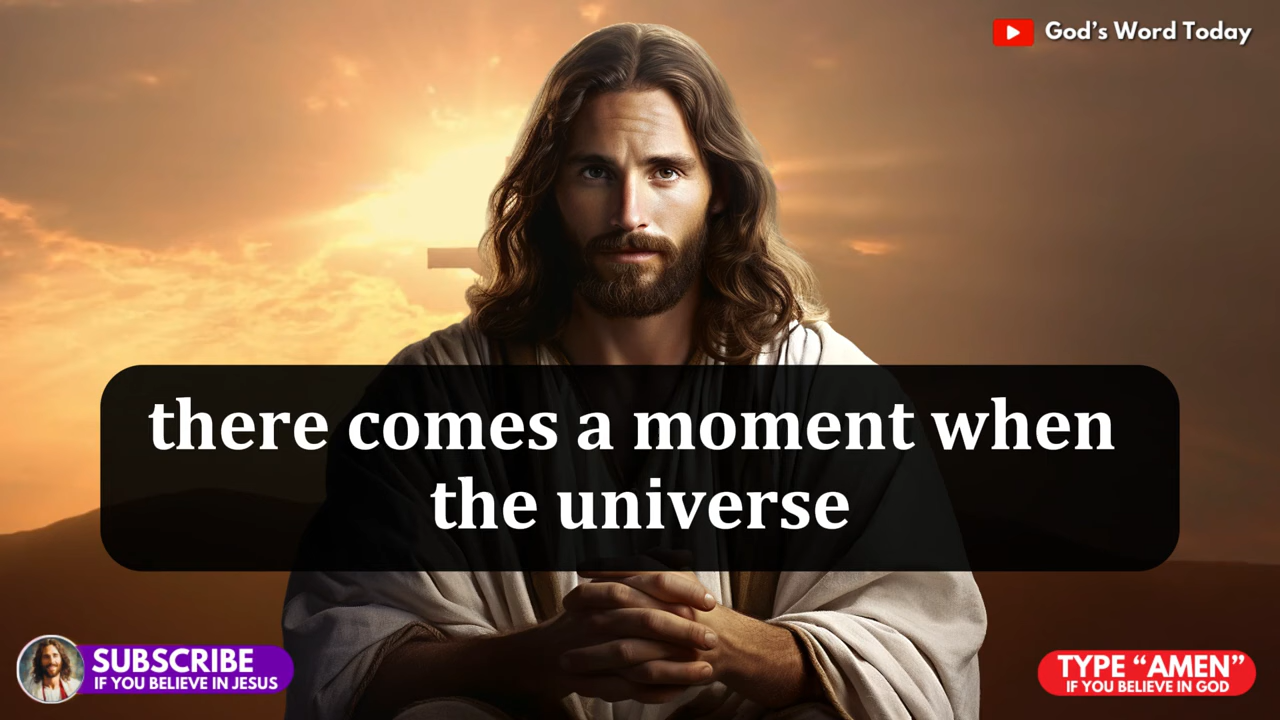 God's Word Today
there comes a moment when
the universe
SUBSCRIBE
IF YOU BELIEVE IN JESUS
TYPE “AMEN”
IF YOU BELIEVE IN GOD